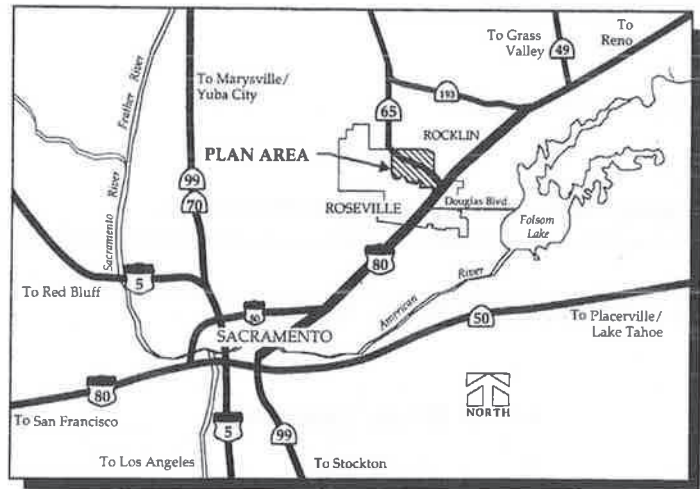 To
Reno
To Grass
Valley
49
Feather River
To Marysville/
Yuba City
193
65
ROCKLIN
PLAN AREA
99
70
ROSEVILLE
Douglas Blvd.
Folsom
Lake
Sacramento River
80
5
American River
To Red Bluff
80
50
SACRAMENTO
To Placerville/
Lake Tahoe
80
NORTH
To San Francisco
5
99
To Los Angeles
To Stockton